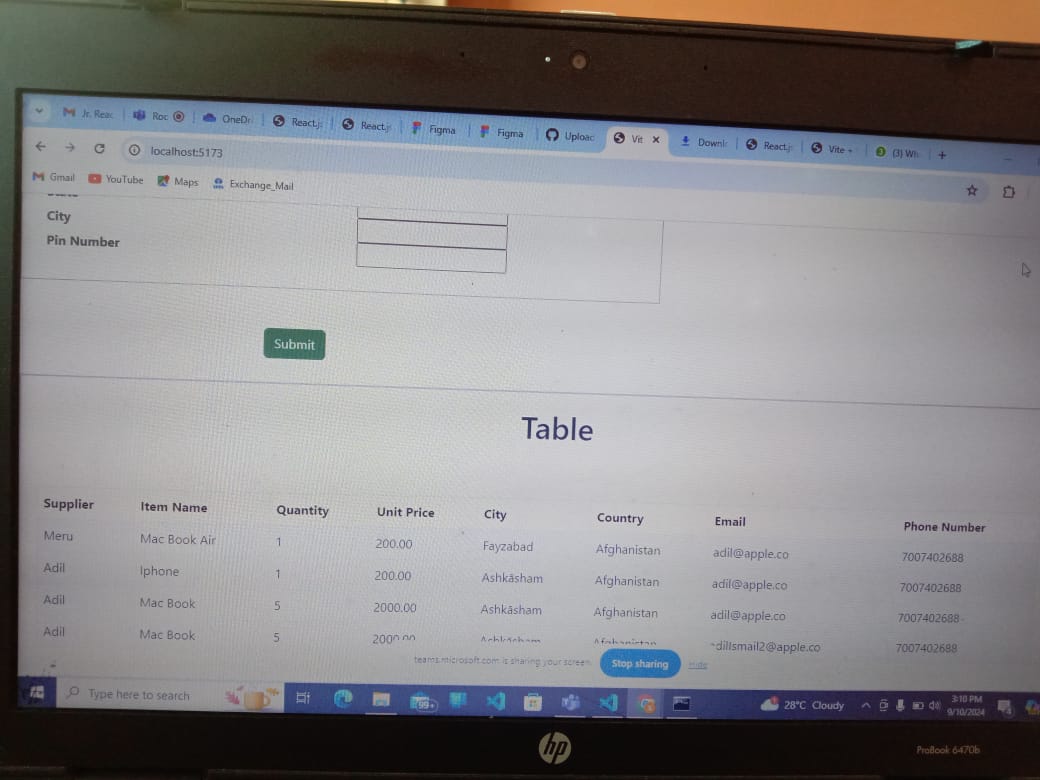 Jr. Reac Roc OneDri React.js React.js Figma Figma Uploac Vit Downlo React.js Vite + (3) Wh
localhost:5173
Gmail YouTube Maps Exchange_Mail
City
Pin Number
Submit
Table
Supplier Item Name Quantity Unit Price City Country Email Phone Number
Meru Mac Book Air 1 200.00 Fayzabad Afghanistan adil@apple.co 7007402688
Adil Iphone 1 200.00 Ashkāsham Afghanistan adil@apple.co 7007402688
Adil Mac Book 5 2000.00 Ashkāsham Afghanistan adil@apple.co 7007402688
Adil Mac Book 5 2000.00 Ashkāsham Afghanistan dilIsmail2@apple.co 7007402688
teams.microsoft.com is sharing your screen. Stop sharing Hide
Type here to search 99+ 28°C Cloudy 3:10 PM
9/10/2024
hp ProBook 6470b